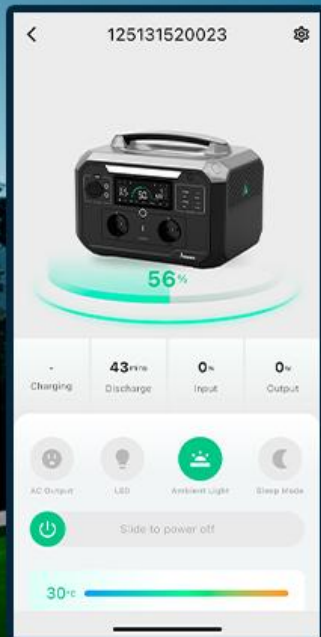 125131520023
56%
- 43mins 0w 0w
Charging Discharge Input Output
AC Output LED Ambient Light Sleep Mode
Slide to power off
30°c